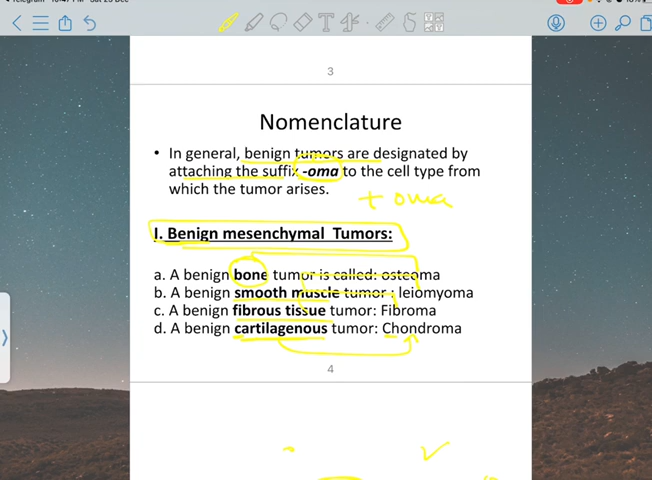 3
Nomenclature
• In general, benign tumors are designated by
attaching the suffix -oma to the cell type from
which the tumor arises.
+ oma
I. Benign mesenchymal Tumors:
a. A benign bone tumor is called: osteoma
b. A benign smooth muscle tumor : leiomyoma
c. A benign fibrous tissue tumor: Fibroma
d. A benign cartilagenous tumor: Chondroma
4